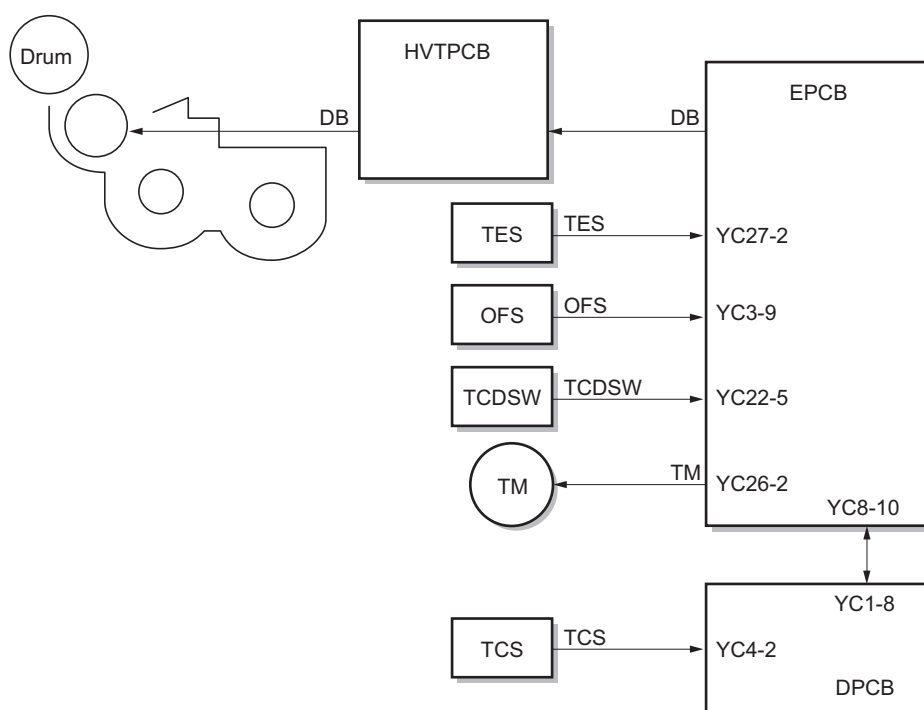 Drum
HVTPCB
EPCB
DB
DB
TES
TES
YC27-2
OFS
OFS
YC3-9
TCDSW
TCDSW
YC22-5
TM
TM
YC26-2
YC8-10
YC1-8
TCS
TCS
YC4-2
DPCB